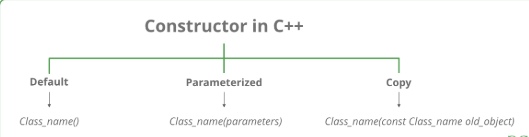 Constructor in C++
Default Parameterized Copy
Class_name() Class_name(parameters) Class_name(const Class_name old_object)